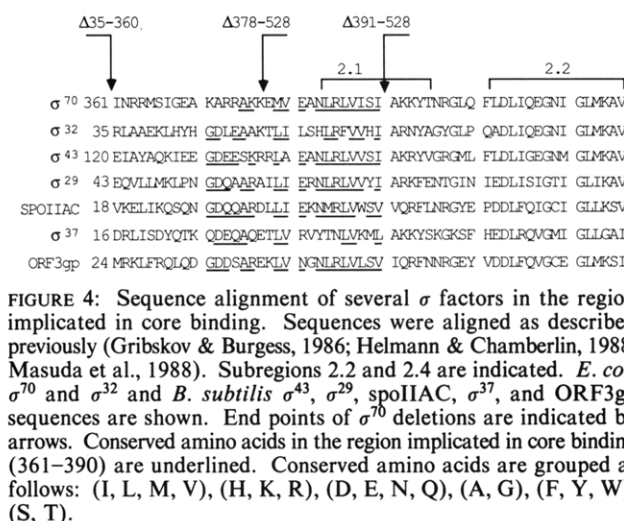 Δ35-360, Δ378-528 Δ391-528
2.1 2.2
σ 70 361 INRRMSIGEA KARRAKKEMV EANLRLVISI AKKYTNRGLQ FLDLIQEGNI GLMKAV
σ 32 35 RLAAEKLHYH GDLEAAKTLI LSHLRFVVHI ARNYAGYGLP QADLIQEGNI GLMKAV
σ 43 120 EIAYAQKIEE GDEESKRRLA EANLRLVVSI AKRYVGRGML FLDLIGEGNM GLMKAV
σ 29 43 EQVLLMKLPN GDQAARAILI ERNLRLVVYI ARKFENTGIN IEDLISIGTI GLIKAV
SPOIIAC 18 VKELIKQSQN GDQQARDLLI EKNMRLVWSV VQRFLNRGYE PDDLFQIGCI GLLKSV
σ 37 16 DRLISDYQTK QDEQAQETLV RVYTNLVKML AKKYSKGKSF HEDLRQVGMI GLLGAI
ORF3gp 24 MRKLFRQLQD GDDSAREKLV NGNLRLVLSV IQRFNNRGEY VDDLFQVGCE GLMKSI
FIGURE 4: Sequence alignment of several σ factors in the region
implicated in core binding. Sequences were aligned as describe
previously (Gribskov & Burgess, 1986; Helmann & Chamberlin, 1988
Masuda et al., 1988). Subregions 2.2 and 2.4 are indicated. E. co
σ70 and σ32 and B. subtilis σ43, σ29, spoIIAC, σ37, and ORF3g
sequences are shown. End points of σ70 deletions are indicated b
arrows. Conserved amino acids in the region implicated in core bindin
(361-390) are underlined. Conserved amino acids are grouped a
follows: (I, L, M, V), (H, K, R), (D, E, N, Q), (A, G), (F, Y, W
(S, T).